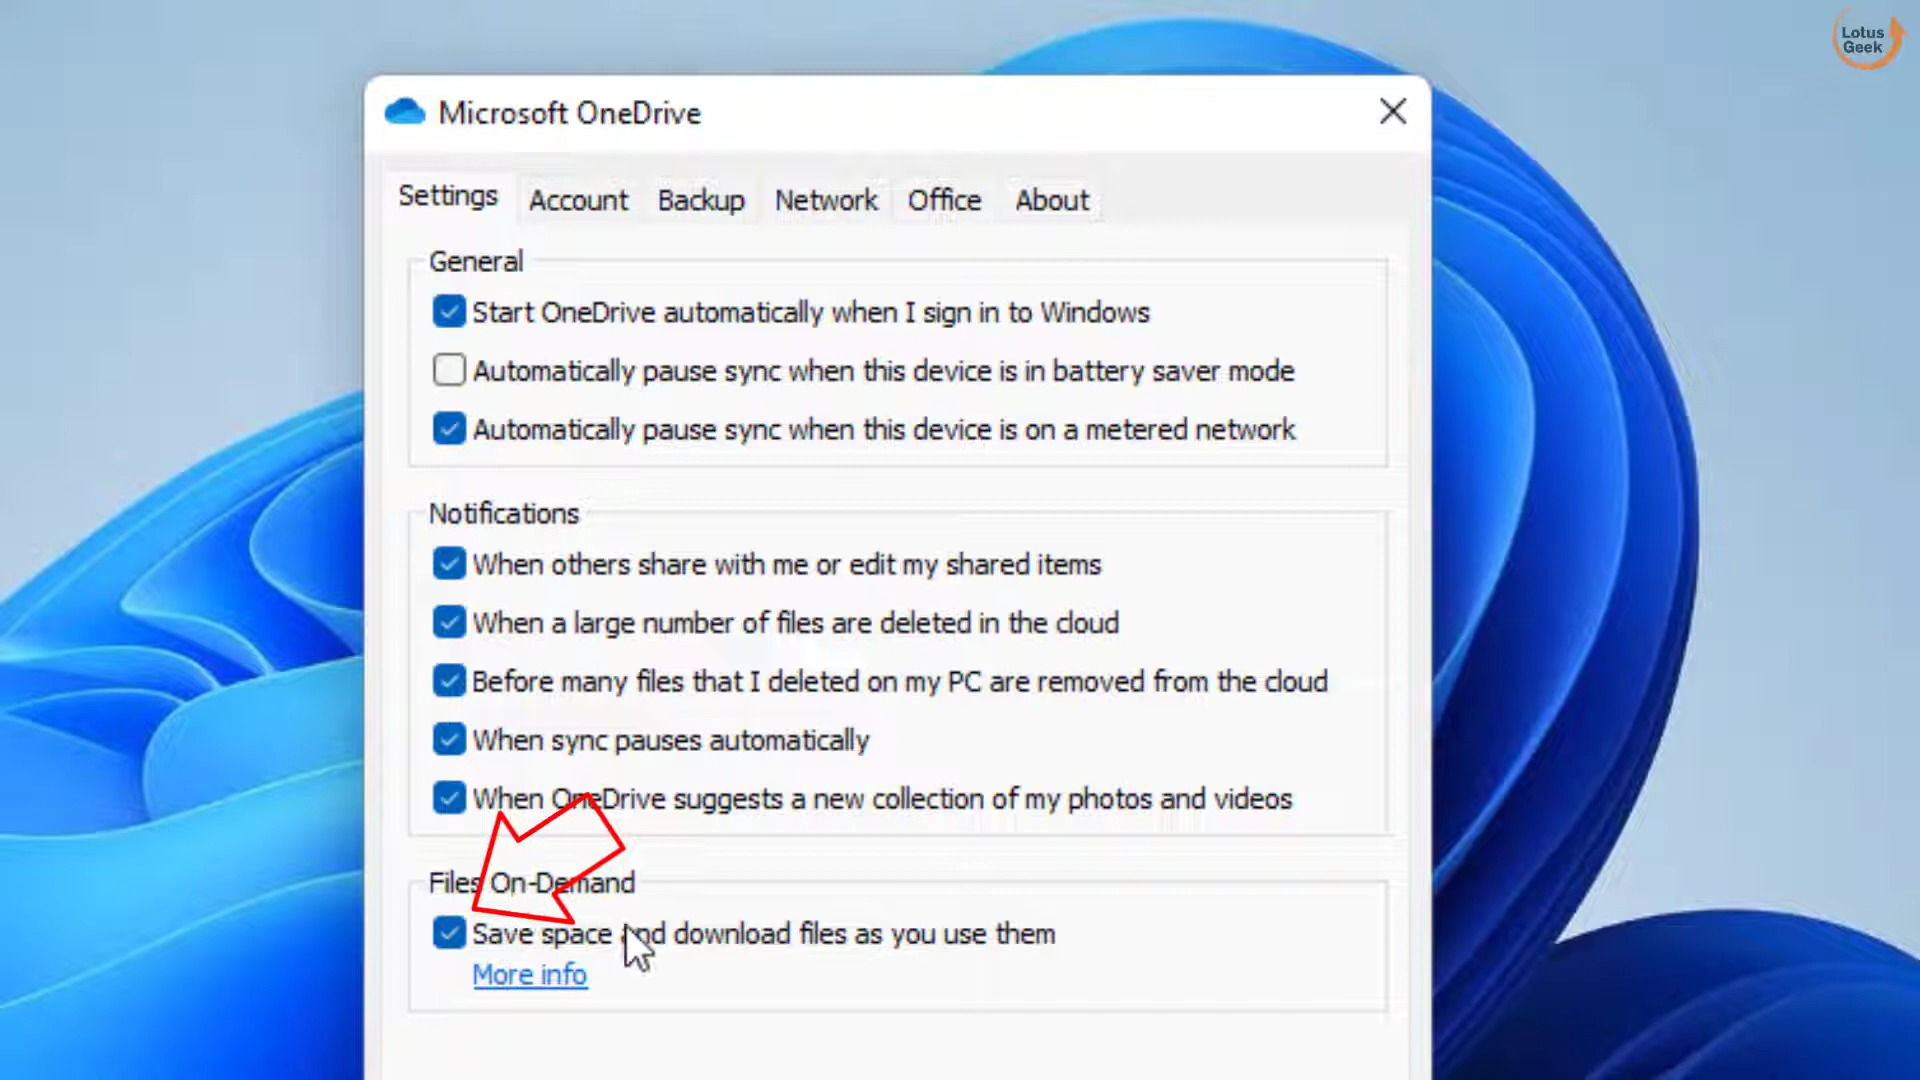 Lotus
Geek
Microsoft OneDrive
Settings Account Backup Network Office About
General
Start OneDrive automatically when I sign in to Windows
Automatically pause sync when this device is in battery saver mode
Automatically pause sync when this device is on a metered network
Notifications
When others share with me or edit my shared items
When a large number of files are deleted in the cloud
Before many files that I deleted on my PC are removed from the cloud
When sync pauses automatically
When OneDrive suggests a new collection of my photos and videos
Files On-Demand
Save space and download files as you use them
More info